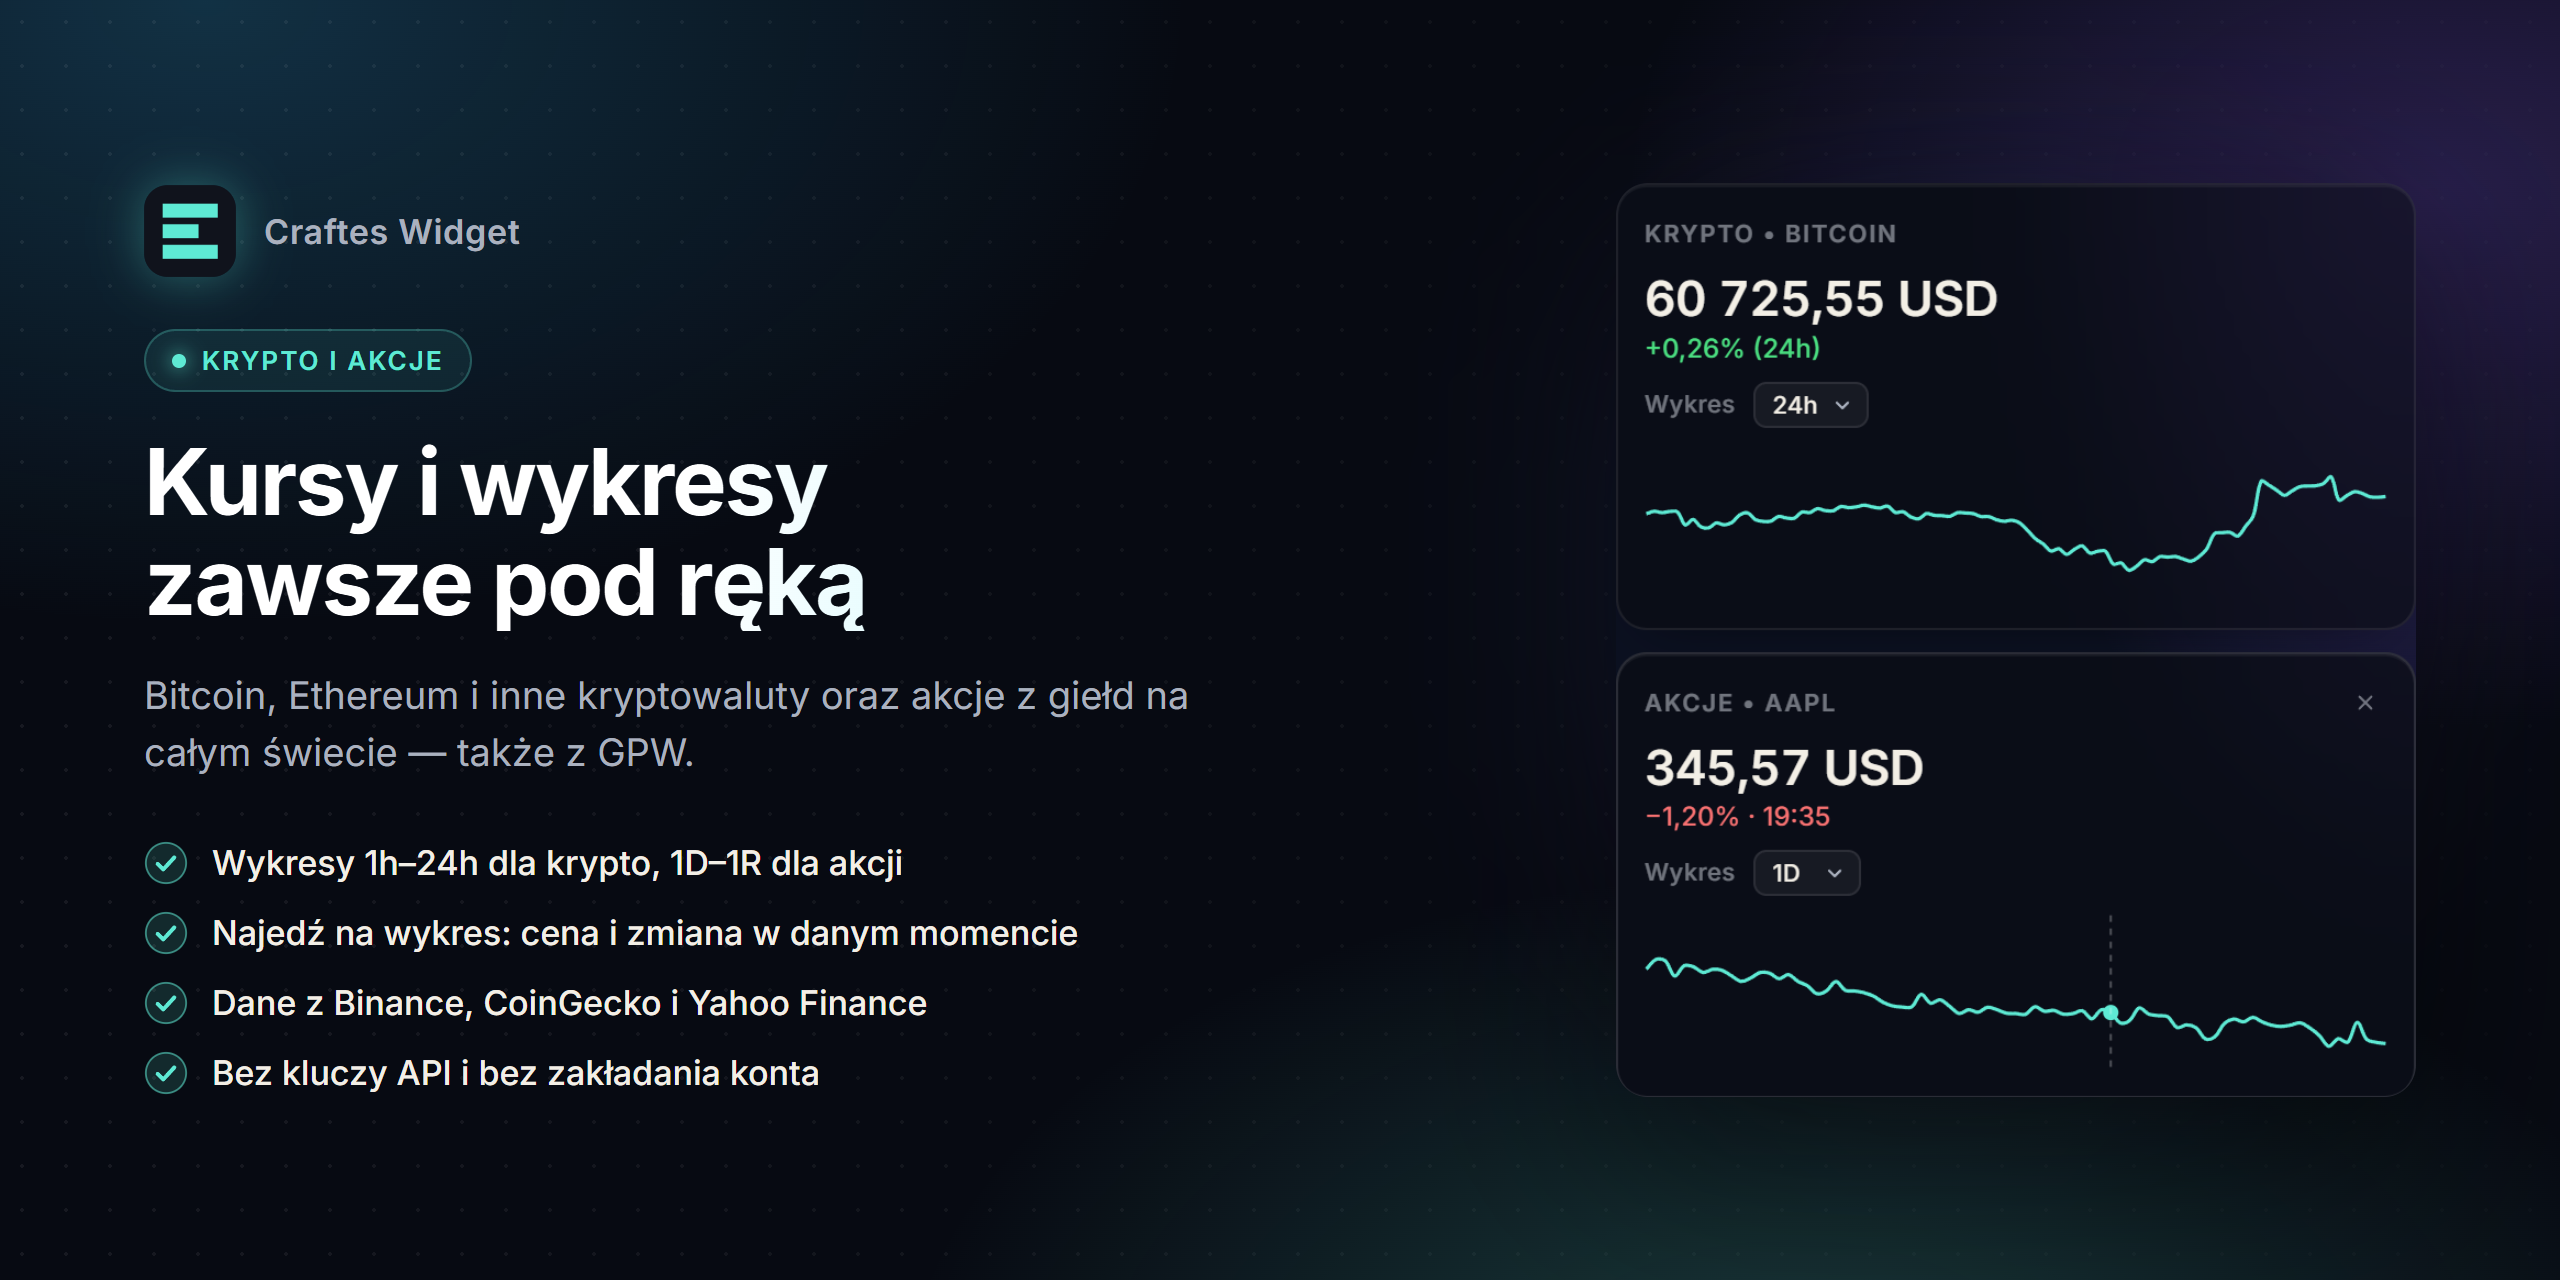 Craftes Widget
KRYPTO I AKCJE
Kursy i wykresy
zawsze pod ręką
Bitcoin, Ethereum i inne kryptowaluty oraz akcje z giełd na
całym świecie — także z GPW.
Wykresy 1h–24h dla krypto, 1D–1R dla akcji
Najedź na wykres: cena i zmiana w danym momencie
Dane z Binance, CoinGecko i Yahoo Finance
Bez kluczy API i bez zakładania konta
KRYPTO • BITCOIN
60 725,55 USD
+0,26% (24h)
Wykres 24h
AKCJE • AAPL
345,57 USD
−1,20% · 19:35
Wykres 1D